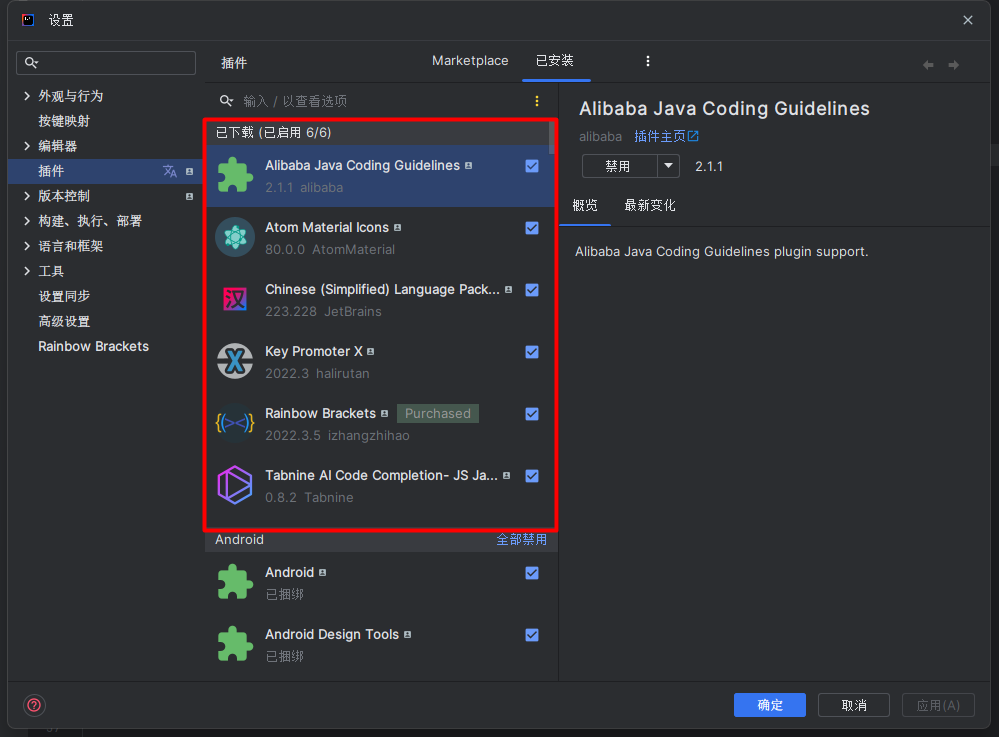 设置
外观与行为
按键映射
编辑器
插件
版本控制
构建、执行、部署
语言和框架
工具
设置同步
高级设置
Rainbow Brackets
插件 Marketplace 已安装
输入 / 以查看选项
已下载 (已启用 6/6)
Alibaba Java Coding Guidelines
2.1.1 alibaba
Atom Material Icons
80.0.0 AtomMaterial
汉
Chinese (Simplified) Language Pack...
223.228 JetBrains
Key Promoter X
2022.3 halirutan
Rainbow Brackets Purchased
2022.3.5 izhangzhihao
Tabnine AI Code Completion- JS Ja...
0.8.2 Tabnine
Android 全部禁用
Android
已捆绑
Android Design Tools
已捆绑
Alibaba Java Coding Guidelines
alibaba 插件主页
禁用 2.1.1
概览 最新变化
Alibaba Java Coding Guidelines plugin support.
确定 取消 应用(A)